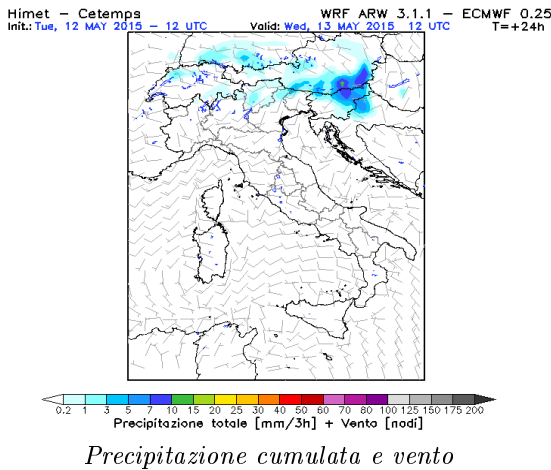 Himet – Cetemps WRF ARW 3.1.1 – ECMWF 0.25
Init.: Tue, 12 MAY 2015 – 12 UTC Valid: Wed, 13 MAY 2015 12 UTC T=+24h
0.2 1 3 5 7 10 15 20 25 30 40 50 60 70 80 100 125 150 175 200
Precipitazione totale [mm/3h] + Vento [nodi]
Precipitazione cumulata e vento